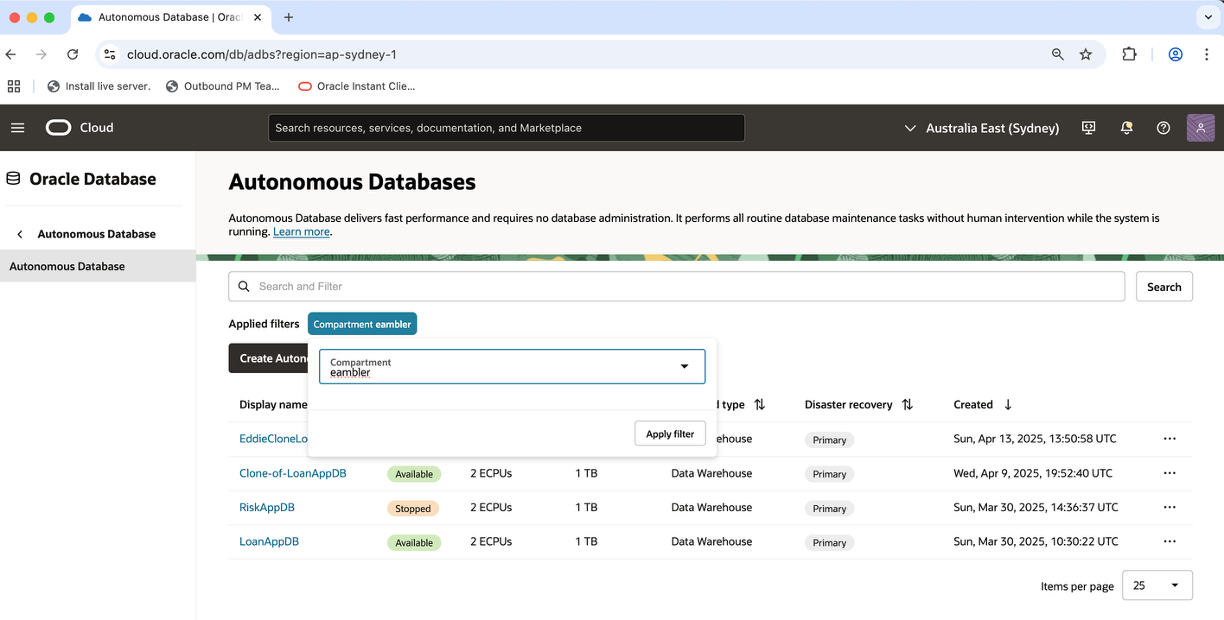 Autonomous Database | Orac
cloud.oracle.com/db/adbs?region=ap-sydney-1
Install live server.
Outbound PM Tea...
Oracle Instant Clie...
Cloud
Search resources, services, documentation, and Marketplace
Australia East (Sydney)
Oracle Database
Autonomous Database
Autonomous Database
Autonomous Databases
Autonomous Database delivers fast performance and requires no database administration. It performs all routine database maintenance tasks without human intervention while the system is
running. Learn more.
Search and Filter
Search
Applied filters Compartment eambler
Create Auton
Compartment
eambler
Apply filter
Display name d type Disaster recovery Created
EddieCloneLo ehouse Primary Sun, Apr 13, 2025, 13:50:58 UTC
Clone-of-LoanAppDB Available 2 ECPUs 1 TB Data Warehouse Primary Wed, Apr 9, 2025, 19:52:40 UTC
RiskAppDB Stopped 2 ECPUs 1 TB Data Warehouse Primary Sun, Mar 30, 2025, 14:36:37 UTC
LoanAppDB Available 2 ECPUs 1 TB Data Warehouse Primary Sun, Mar 30, 2025, 10:30:22 UTC
Items per page 25